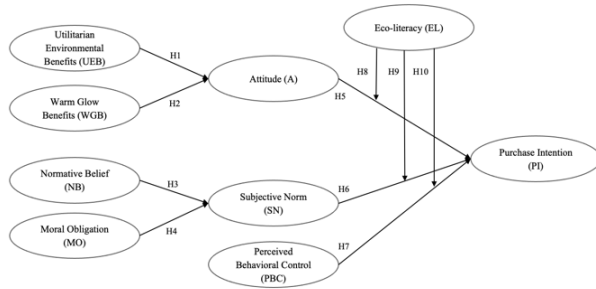 Utilitarian
Environmental
Benefits (UEB)
H1
Warm Glow
Benefits (WGB)
H2
Attitude (A)
Eco-literacy (EL)
H8
H9
H10
H5
Normative Belief
(NB)
H3
Moral Obligation
(MO)
H4
Subjective Norm
(SN)
H6
Perceived
Behavioral Control
(PBC)
H7
Purchase Intention
(PI)